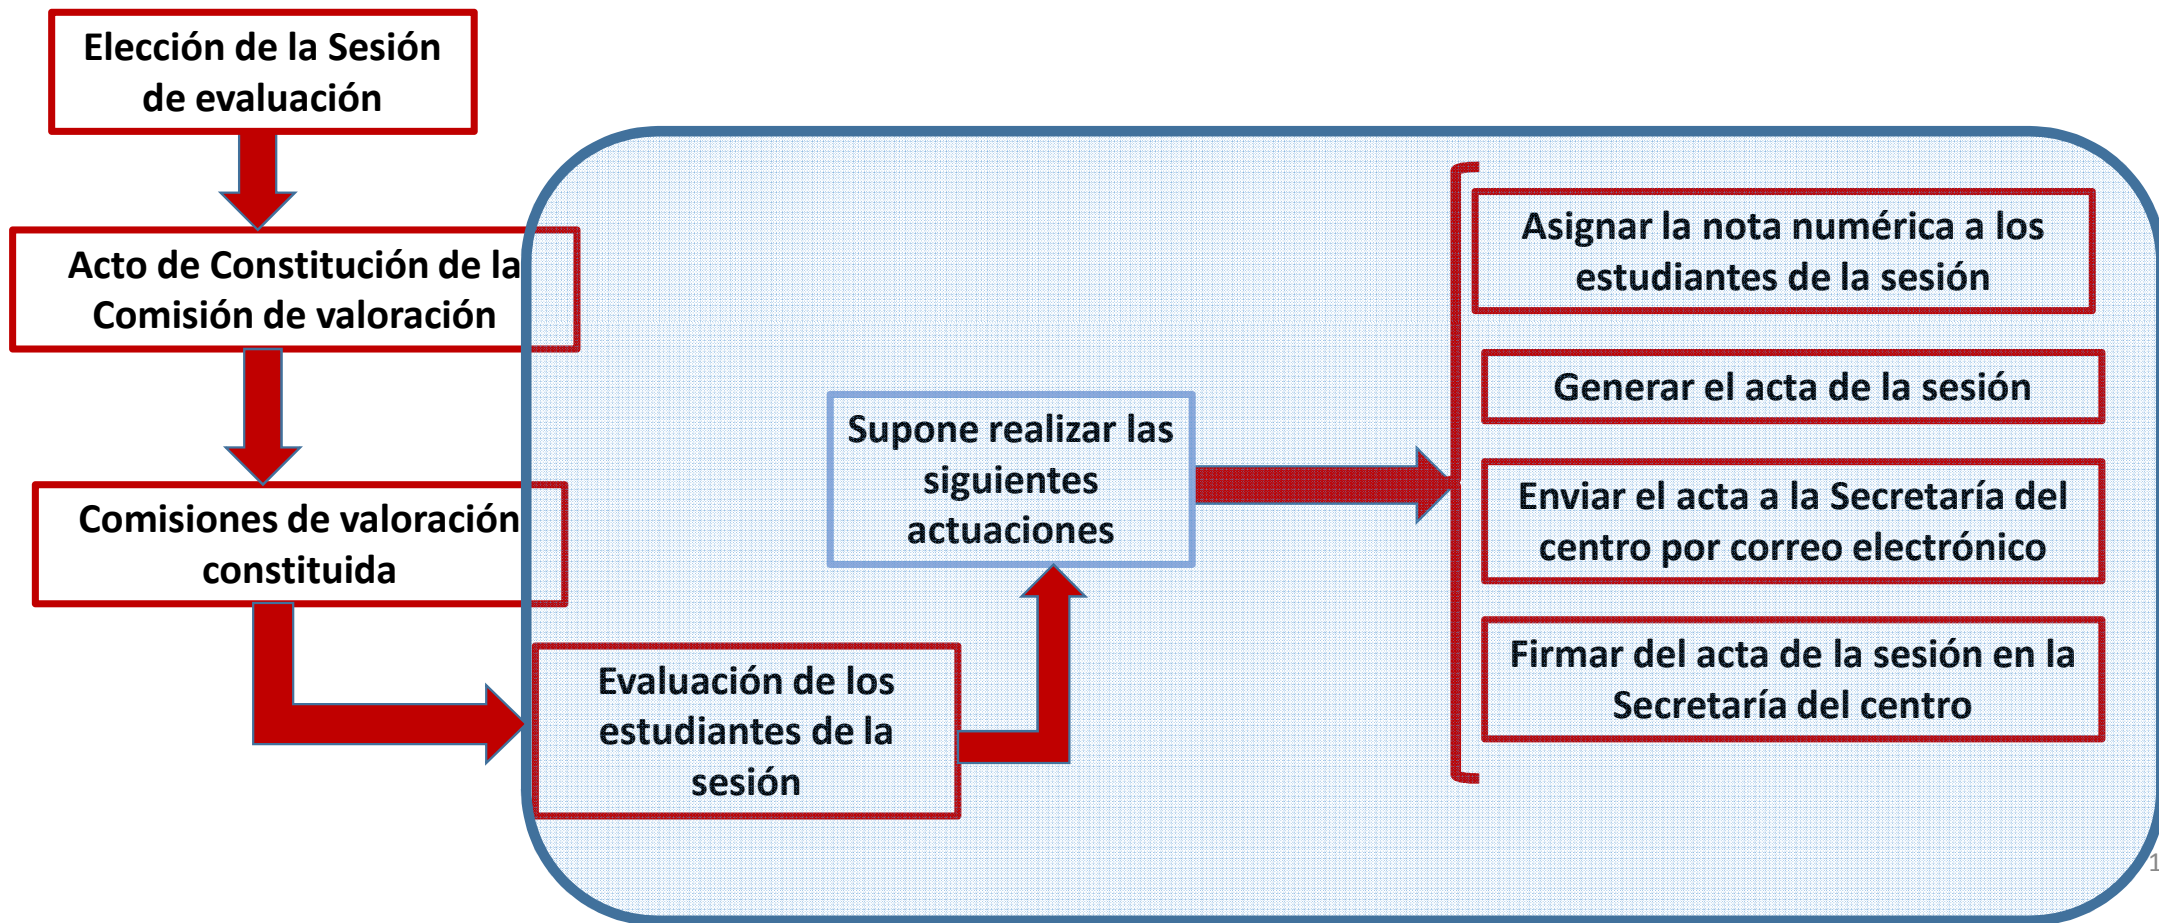 Elección de la Sesión
de evaluación
Acto de Constitución de la
Comisión de valoración
Comisiones de valoración
constituida
Evaluación de los
estudiantes de la
sesión
Supone realizar las
siguientes
actuaciones
Asignar la nota numérica a los
estudiantes de la sesión
Generar el acta de la sesión
Enviar el acta a la Secretaría del
centro por correo electrónico
Firmar del acta de la sesión en la
Secretaría del centro
1